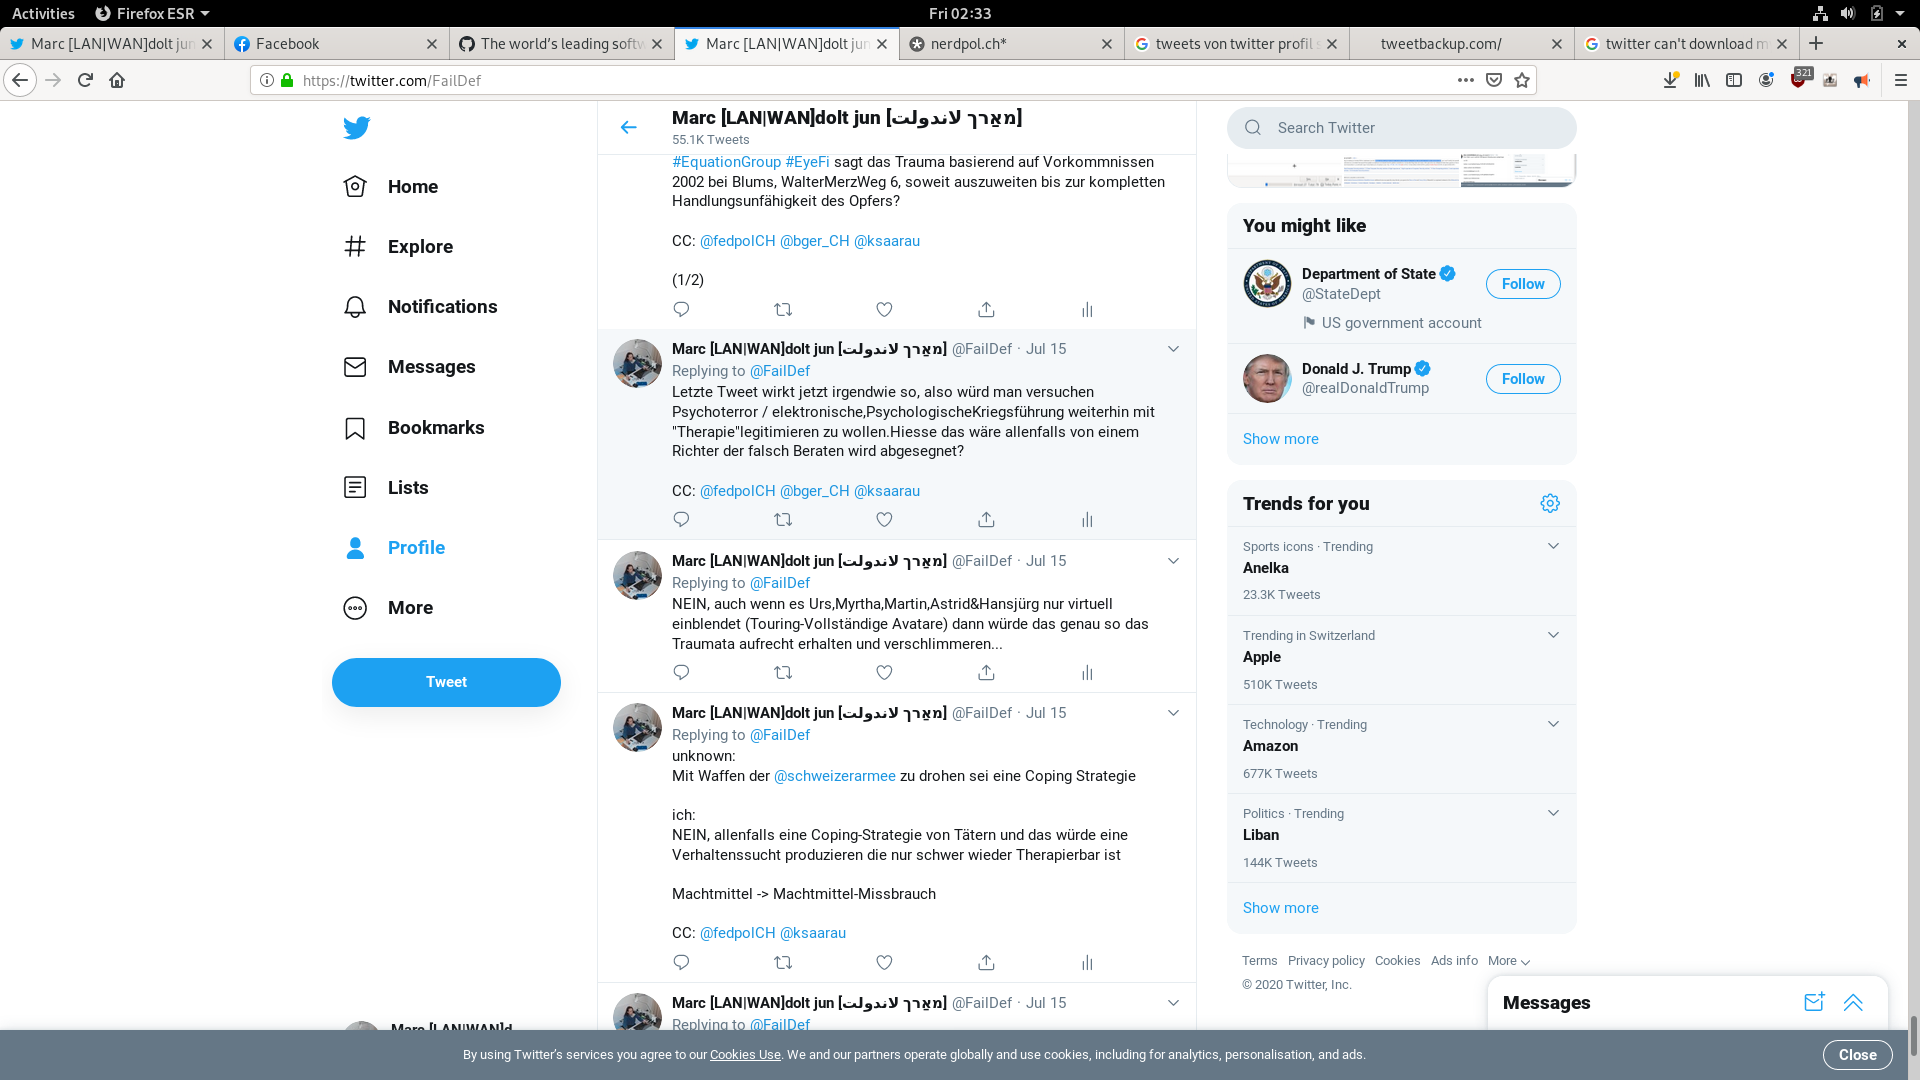 Activities
Firefox ESR
Fri 02:33
Marc [LAN|WAN]dolt jun
Facebook
The world's leading softw
Marc [LAN|WAN]dolt jun
nerdpol.ch*
tweets von twitter profil s
tweetbackup.com/
twitter can't download m
https://twitter.com/FailDef
321
Home
Explore
Notifications
Messages
Bookmarks
Lists
Profile
More
Tweet
Marc [LAN|WAN]d
Marc [LAN|WAN]dolt jun [מאַרך לאנדולת]
55.1K Tweets
#EquationGroup #EyeFi sagt das Trauma basierend auf Vorkommnissen
2002 bei Blums, WalterMerzWeg 6, soweit auszuweiten bis zur kompletten
Handlungsunfähigkeit des Opfers?
CC: @fedpolCH @bger_CH @ksaarau
(1/2)
Marc [LAN|WAN]dolt jun [מאַרך לאנדולת] @FailDef · Jul 15
Replying to @FailDef
Letzte Tweet wirkt jetzt irgendwie so, also würd man versuchen
Psychoterror / elektronische,PsychologischeKriegsführung weiterhin mit
"Therapie"legitimieren zu wollen.Hiesse das wäre allenfalls von einem
Richter der falsch Beraten wird abgesegnet?
CC: @fedpolCH @bger_CH @ksaarau
Marc [LAN|WAN]dolt jun [מאַרך לאנדולת] @FailDef · Jul 15
Replying to @FailDef
NEIN, auch wenn es Urs,Myrtha,Martin,Astrid&Hansjürg nur virtuell
einblendet (Touring-Vollständige Avatare) dann würde das genau so das
Traumata aufrecht erhalten und verschlimmeren...
Marc [LAN|WAN]dolt jun [מאַרך לאנדולת] @FailDef · Jul 15
Replying to @FailDef
unknown:
Mit Waffen der @schweizerarmee zu drohen sei eine Coping Strategie
ich:
NEIN, allenfalls eine Coping-Strategie von Tätern und das würde eine
Verhaltenssucht produzieren die nur schwer wieder Therapierbar ist
Machtmittel -> Machtmittel-Missbrauch
CC: @fedpolCH @ksaarau
Marc [LAN|WAN]dolt jun [מאַרך לאנדולת] @FailDef · Jul 15
Replying to @FailDef
Search Twitter
You might like
Department of State
@StateDept
Follow
US government account
Donald J. Trump
@realDonaldTrump
Follow
Show more
Trends for you
Sports icons · Trending
Anelka
23.3K Tweets
Trending in Switzerland
Apple
510K Tweets
Technology · Trending
Amazon
677K Tweets
Politics · Trending
Liban
144K Tweets
Show more
Terms Privacy policy Cookies Ads info More
© 2020 Twitter, Inc.
Messages
By using Twitter's services you agree to our Cookies Use. We and our partners operate globally and use cookies, including for analytics, personalisation, and ads.
Close